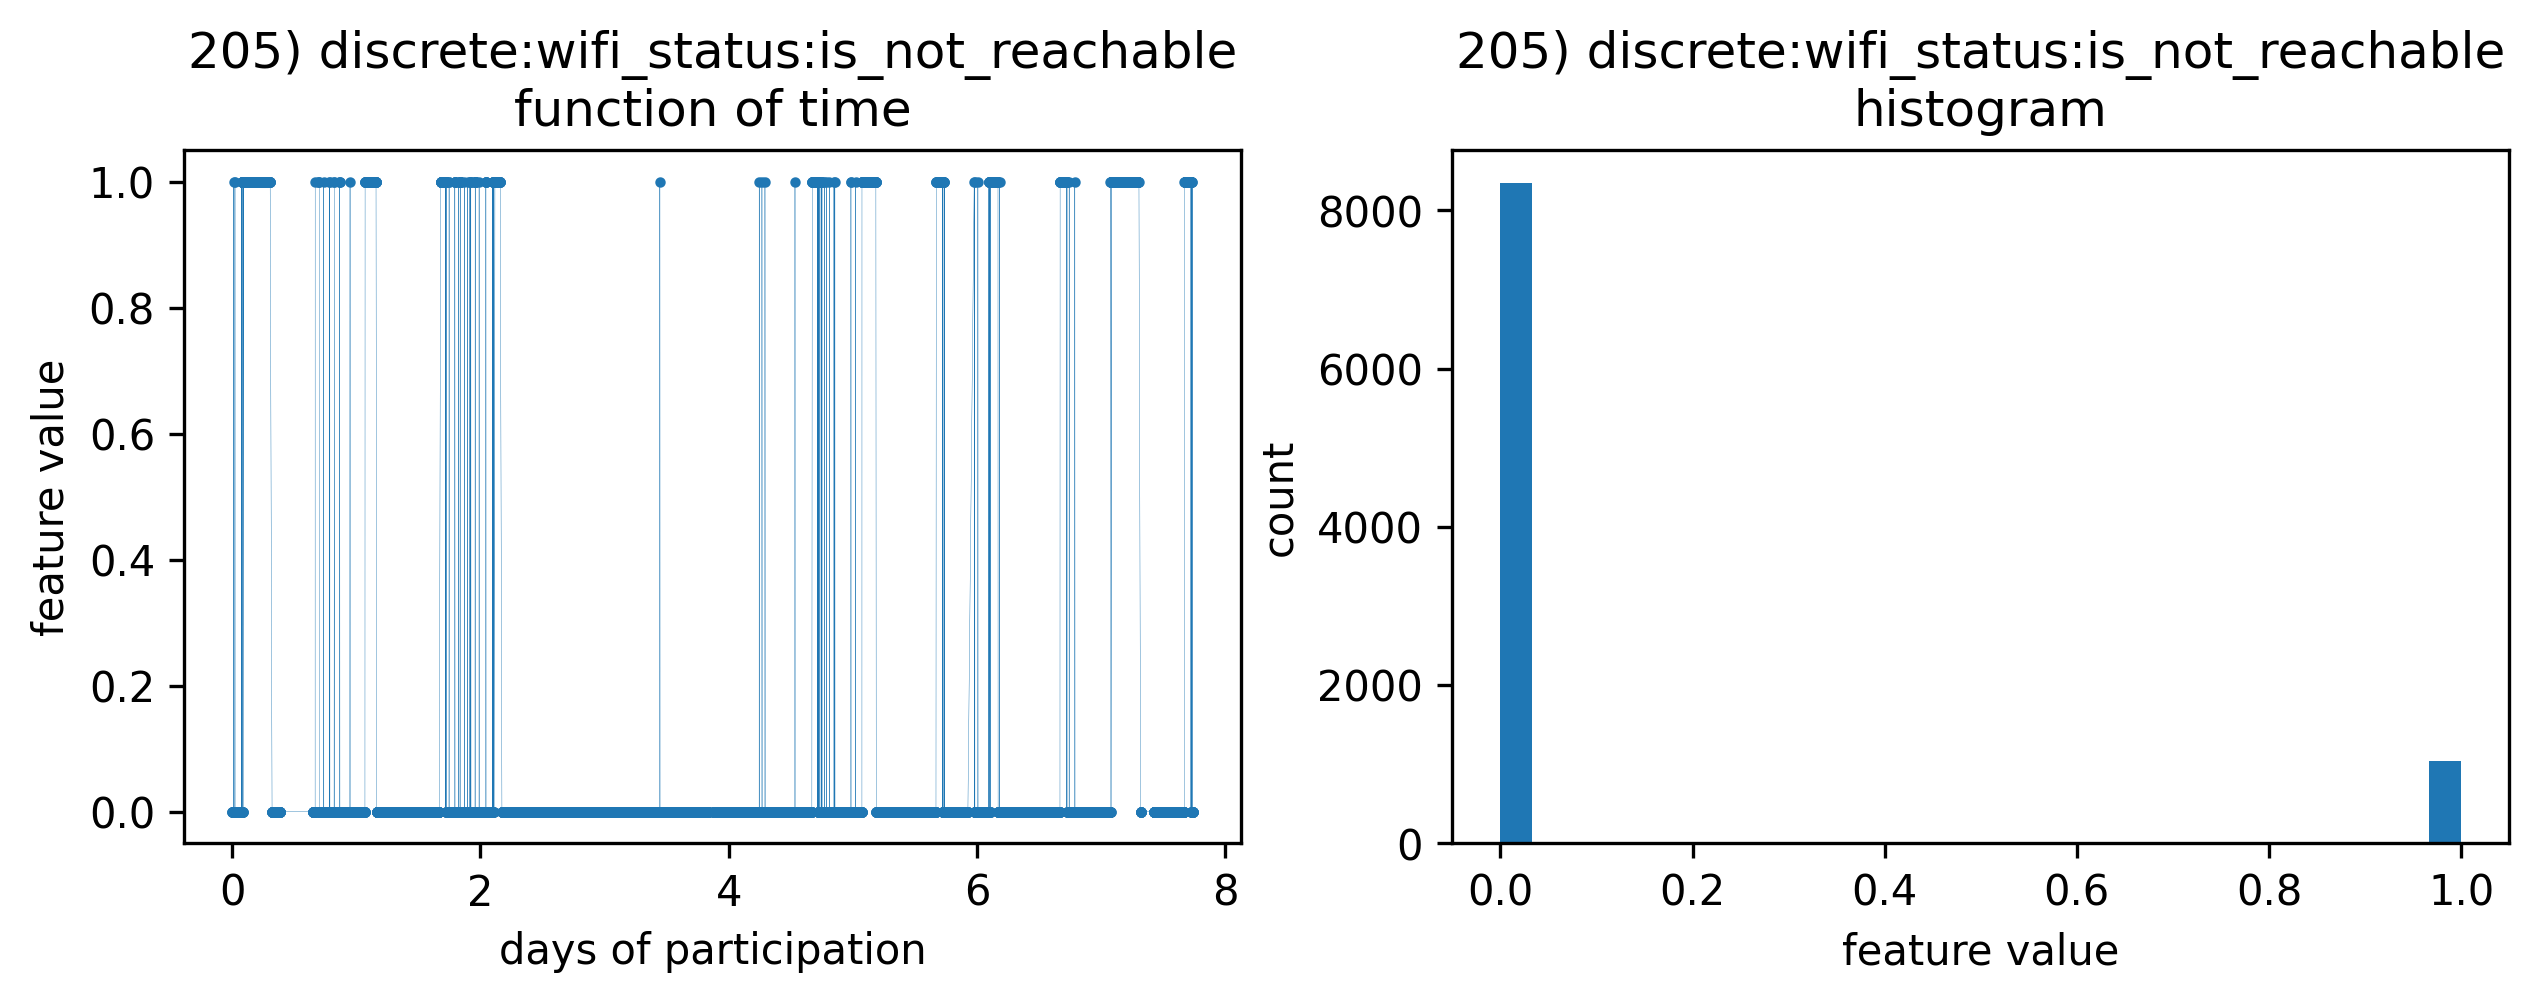 205) discrete:wifi_status:is_not_reachable
function of time
1.0
0.8
0.6
0.4
0.2
0.0
feature value
0 2 4 6 8
days of participation
205) discrete:wifi_status:is_not_reachable
histogram
8000
6000
4000
2000
0
count
0.0 0.2 0.4 0.6 0.8 1.0
feature value